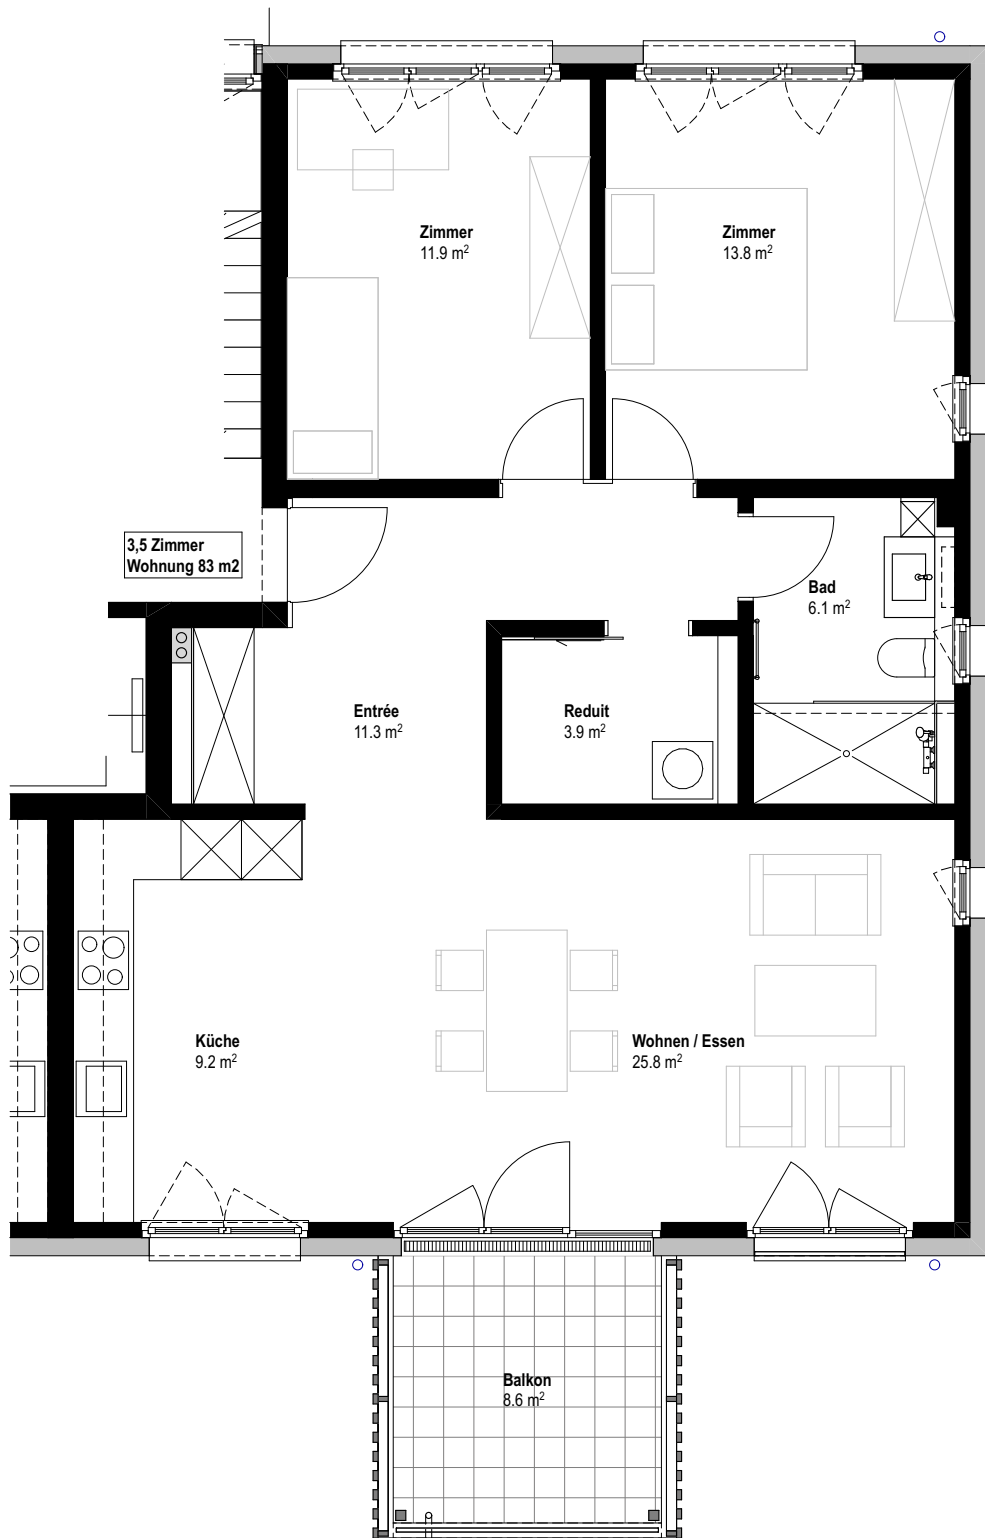 Zimmer
11.9 m²
Zimmer
13.8 m²
3,5 Zimmer
Wohnung 83 m2
Bad
6.1 m²
Entrée
11.3 m²
Reduit
3.9 m²
Küche
9.2 m²
Wohnen / Essen
25.8 m²
Balkon
8.6 m²